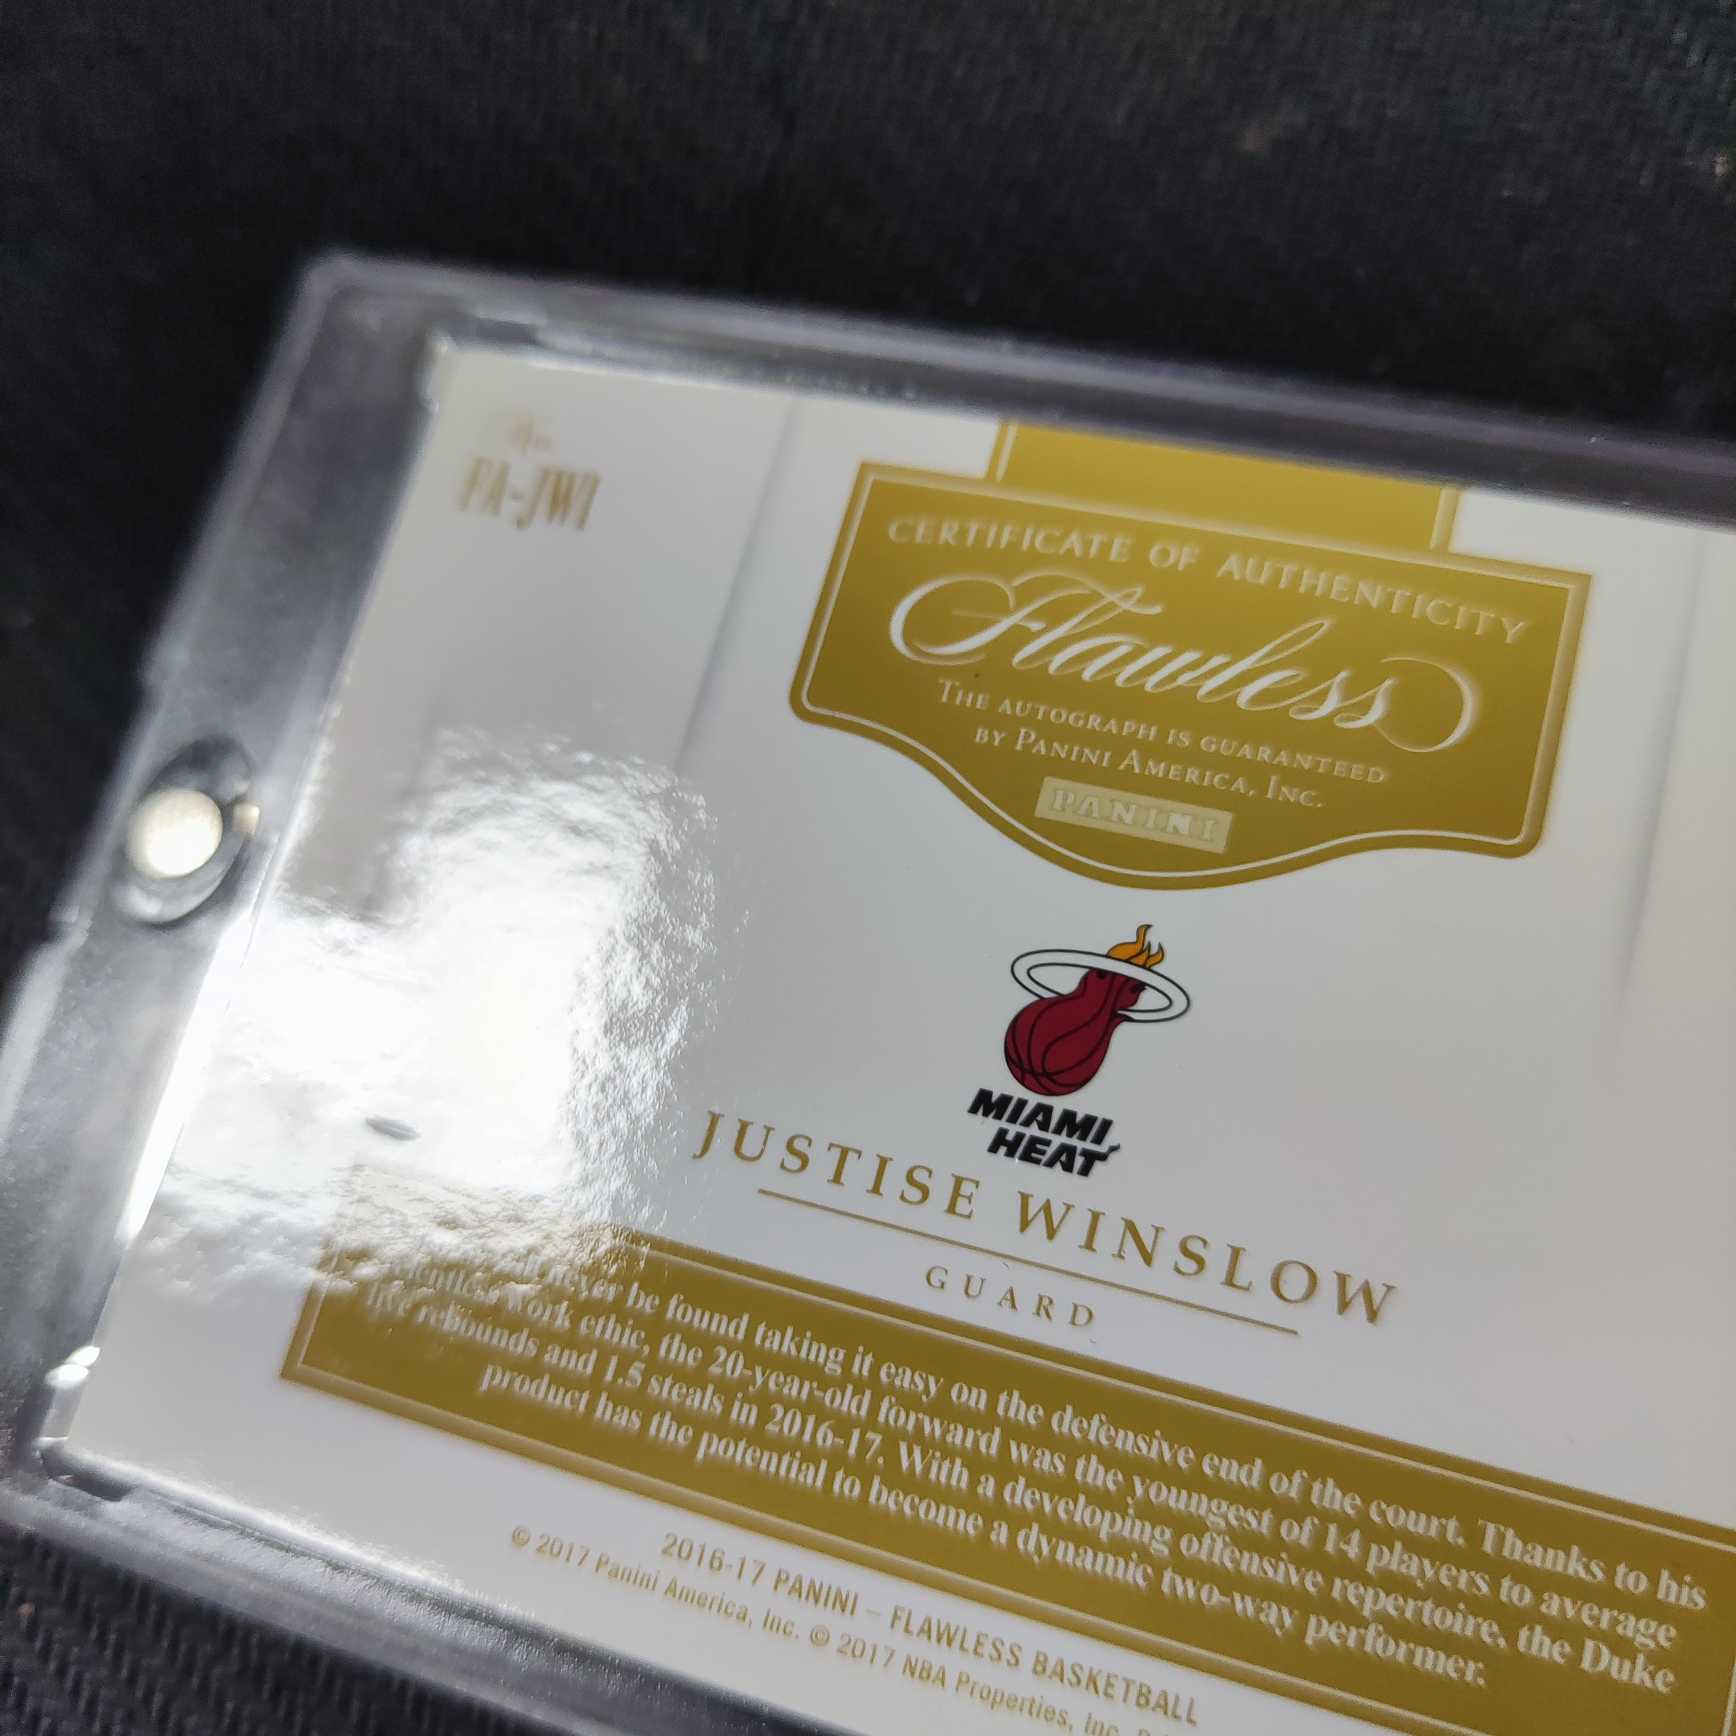 No.
FA-JWI
CERTIFICATE OF AUTHENTICITY
Flawless
THE AUTOGRAPH IS GUARANTEED
BY PANINI AMERICA, INC.
PANINI
MIAMI
HEAT
JUSTISE WINSLOW
GUARD
never be found taking it easy on the defensive end of the court. Thanks to his
work ethic, the 20-year-old forward was the youngest of 14 players to average
five rebounds and 1.5 steals in 2016-17. With a developing offensive repertoire, the Duke
product has the potential to become a dynamic two-way performer.
2016-17 PANINI – FLAWLESS BASKETBALL
© 2017 Panini America, Inc. © 2017 NBA Properties, Inc.